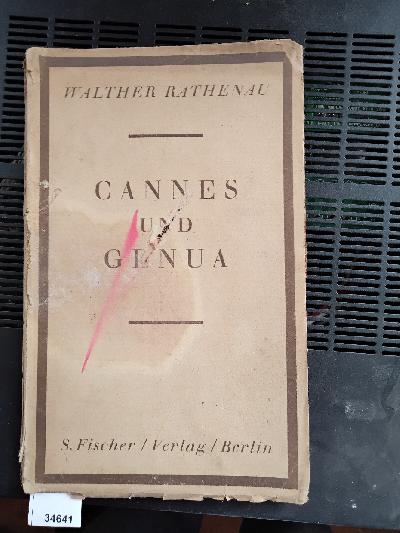 WALTHER RATHENAU
CANNES
UND
GENUA
S. Fischer / Verlag / Berlin
34641